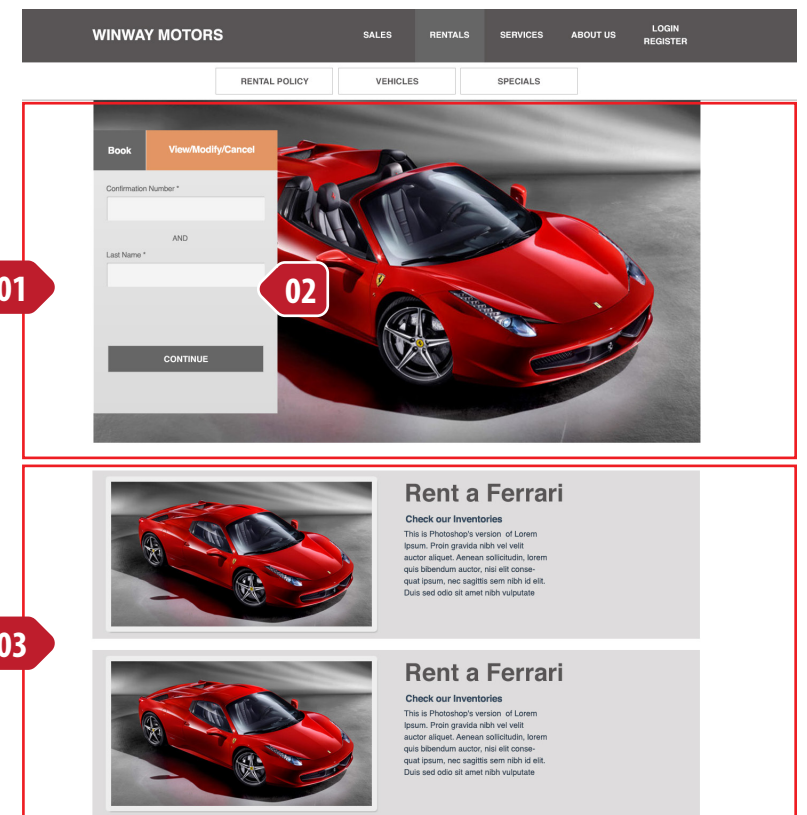 WINWAY MOTORS
SALES
RENTALS
SERVICES
ABOUT US
LOGIN
REGISTER
RENTAL POLICY
VEHICLES
SPECIALS
Book
View/Modify/Cancel
Confirmation Number *
AND
Last Name *
01
02
CONTINUE
Rent a Ferrari
Check our Inventories
This is Photoshop's version of Lorem
Ipsum. Proin gravida nibh vel velit
auctor aliquet. Aenean sollicitudin, lorem
quis bibendum auctor, nisi elit conse-
quat ipsum, nec sagittis sem nibh id elit.
Duis sed odio sit amet nibh vulputate
03
Rent a Ferrari
Check our Inventories
This is Photoshop's version of Lorem
Ipsum. Proin gravida nibh vel velit
auctor aliquet. Aenean sollicitudin, lorem
quis bibendum auctor, nisi elit conse-
quat ipsum, nec sagittis sem nibh id elit.
Duis sed odio sit amet nibh vulputate